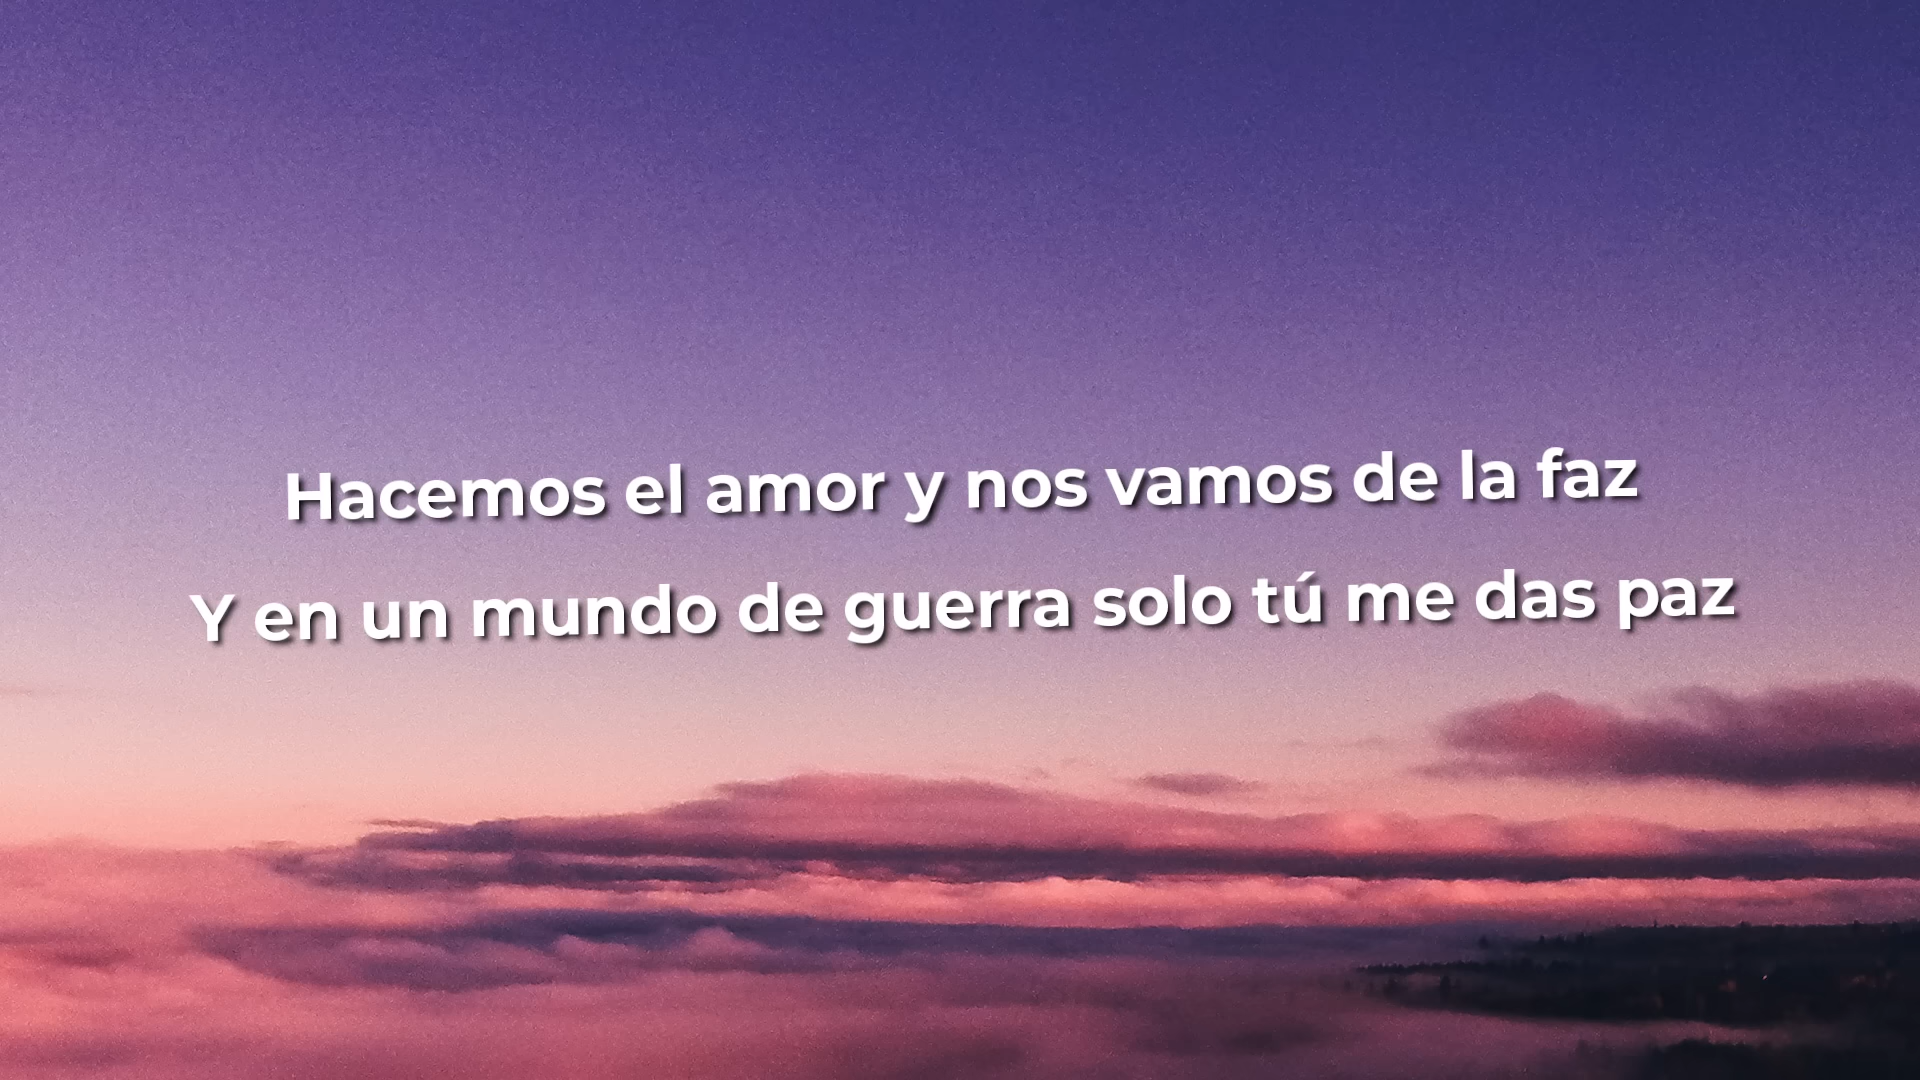 Hacemos el amor y nos vamos de la faz
Y en un mundo de guerra solo tú me das paz